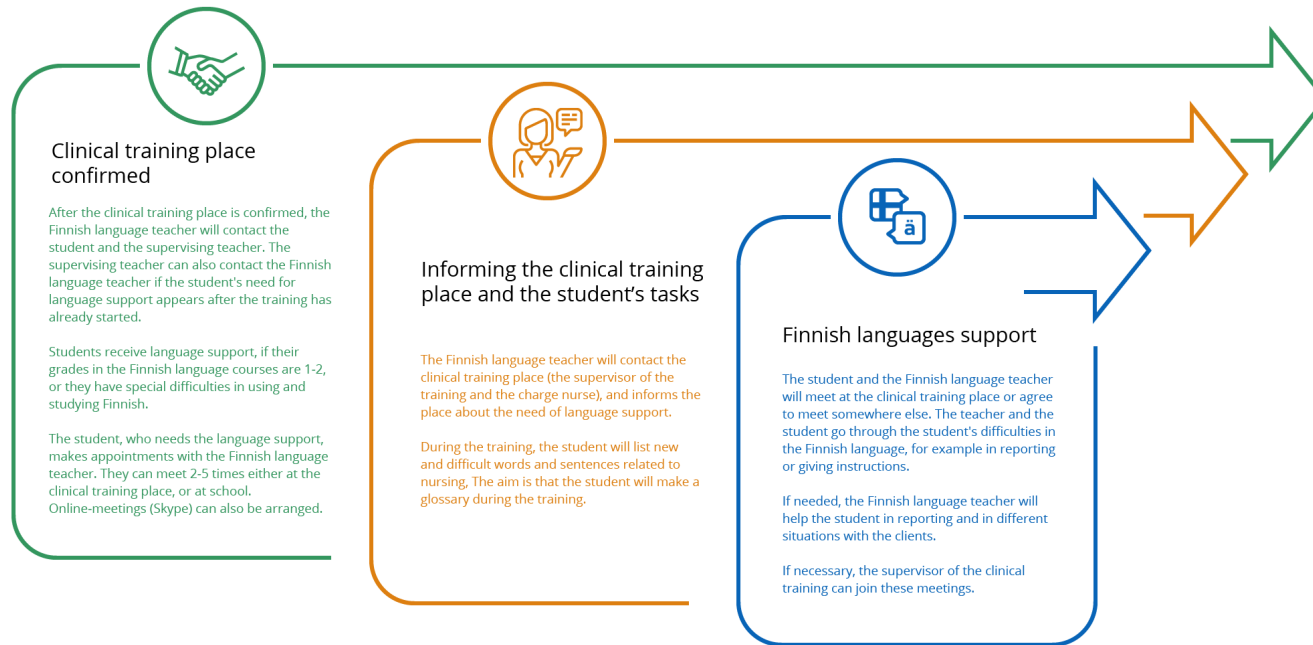 Clinical training place
confirmed
After the clinical training place is confirmed, the
Finnish language teacher will contact the
student and the supervising teacher. The
supervising teacher can also contact the Finnish
language teacher if the student's need for
language support appears after the training has
already started.
Students receive language support, if their
grades in the Finnish language courses are 1-2,
or they have special difficulties in using and
studying Finnish.
The student, who needs the language support,
makes appointments with the Finnish language
teacher. They can meet 2-5 times either at the
clinical training place, or at school.
Online-meetings (Skype) can also be arranged.
Informing the clinical training
place and the student’s tasks
The Finnish language teacher will contact the
clinical training place (the supervisor of the
training and the charge nurse), and informs the
place about the need of language support.
During the training, the student will list new
and difficult words and sentences related to
nursing, The aim is that the student will make a
glossary during the training.
ä
Finnish languages support
The student and the Finnish language teacher
will meet at the clinical training place or agree
to meet somewhere else. The teacher and the
student go through the student's difficulties in
the Finnish language, for example in reporting
or giving instructions.
If needed, the Finnish language teacher will
help the student in reporting and in different
situations with the clients.
If necessary, the supervisor of the clinical
training can join these meetings.